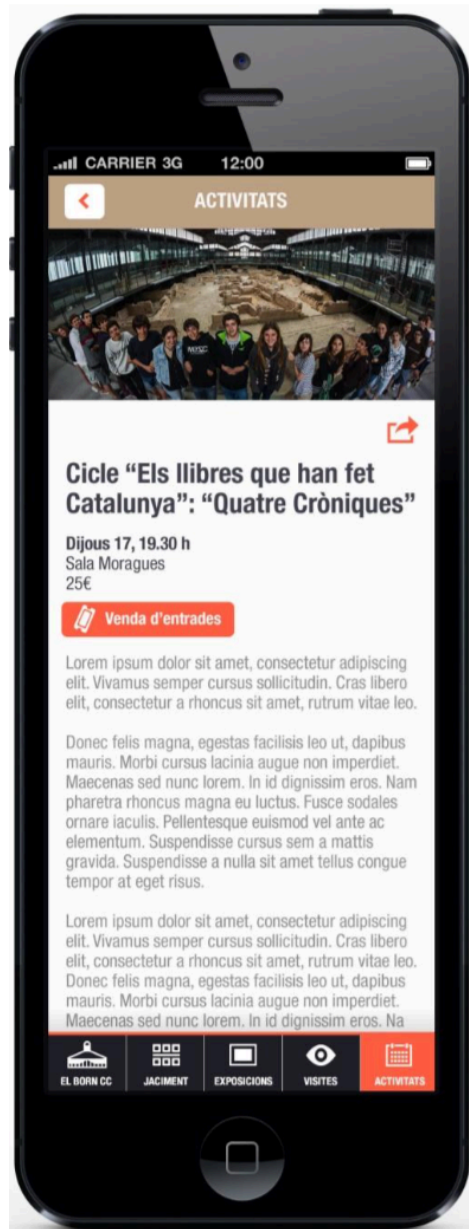 CARRIER 3G 12:00
ACTIVITATS
Cicle “Els llibres que han fet
Catalunya”: “Quatre Cròniques”
Dijous 17, 19.30 h
Sala Moragues
25€
Venda d'entrades
Lorem ipsum dolor sit amet, consectetur adipiscing
elit. Vivamus semper cursus sollicitudin. Cras libero
elit, consectetur a rhoncus sit amet, rutrum vitae leo.
Donec felis magna, egestas facilisis leo ut, dapibus
mauris. Morbi cursus lacinia augue non imperdiet.
Maecenas sed nunc lorem. In id dignissim eros. Nam
pharetra rhoncus magna eu luctus. Fusce sodales
ornare iaculis. Pellentesque euismod vel ante ac
elementum. Suspendisse cursus sem a mattis
gravida. Suspendisse a nulla sit amet tellus congue
tempor at eget risus.
Lorem ipsum dolor sit amet, consectetur adipiscing
elit. Vivamus semper cursus sollicitudin. Cras libero
elit, consectetur a rhoncus sit amet, rutrum vitae leo.
Donec felis magna, egestas facilisis leo ut, dapibus
mauris. Morbi cursus lacinia augue non imperdiet.
Maecenas sed nunc lorem. In id dignissim eros. Na
EL BORN CC JACIMENT EXPOSICIONS VISITES ACTIVITATS